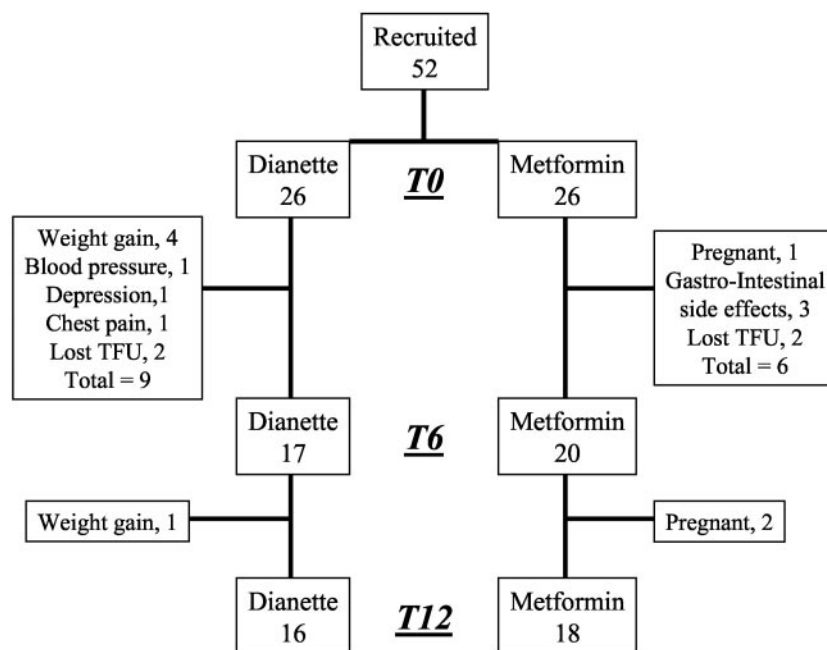 Recruited
52
Dianette
26
T0
Metformin
26
Weight gain, 4
Blood pressure, 1
Depression,1
Chest pain, 1
Lost TFU, 2
Total = 9
Pregnant, 1
Gastro-Intestinal
side effects, 3
Lost TFU, 2
Total = 6
Dianette
17
T6
Metformin
20
Weight gain, 1
Pregnant, 2
Dianette
16
T12
Metformin
18